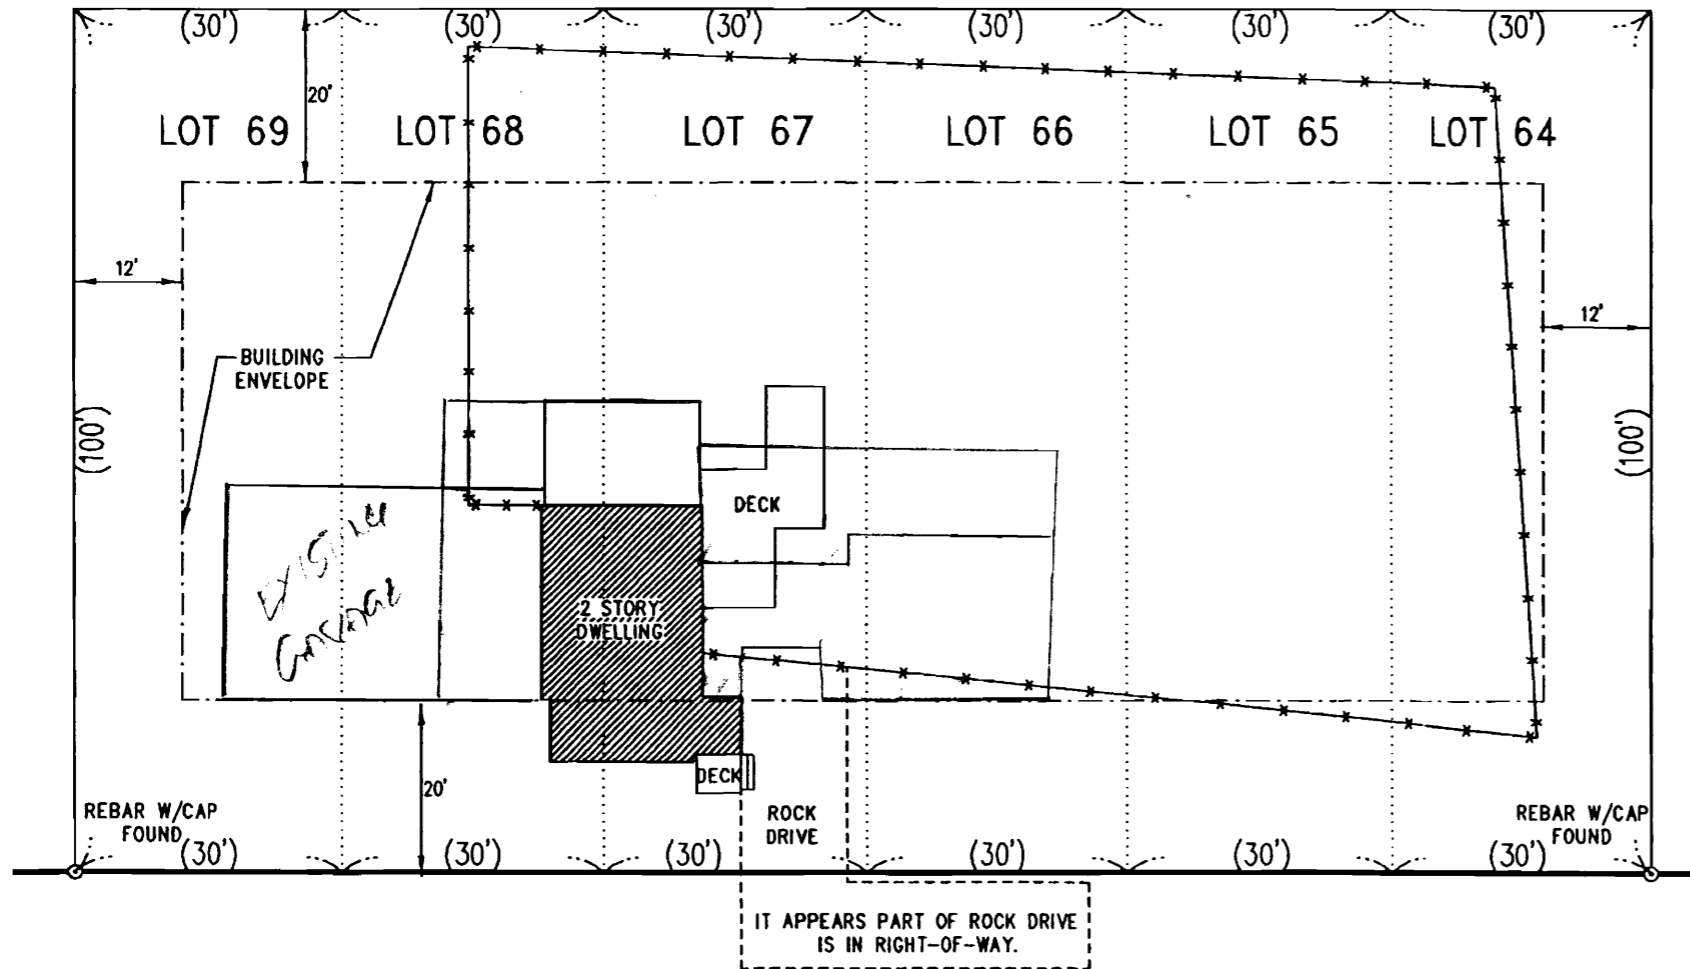 (30') (30') (30') (30') (30') (30')
20'
LOT 69 LOT 68 LOT 67 LOT 66 LOT 65 LOT 64
12'
12'
BUILDING
ENVELOPE
(100')
(100')
DECK
EXISTING
GARAGE
2 STORY
DWELLING
DECK
20'
REBAR W/CAP
FOUND
ROCK
DRIVE
REBAR W/CAP
FOUND
(30') (30') (30') (30') (30') (30')
IT APPEARS PART OF ROCK DRIVE
IS IN RIGHT-OF-WAY.